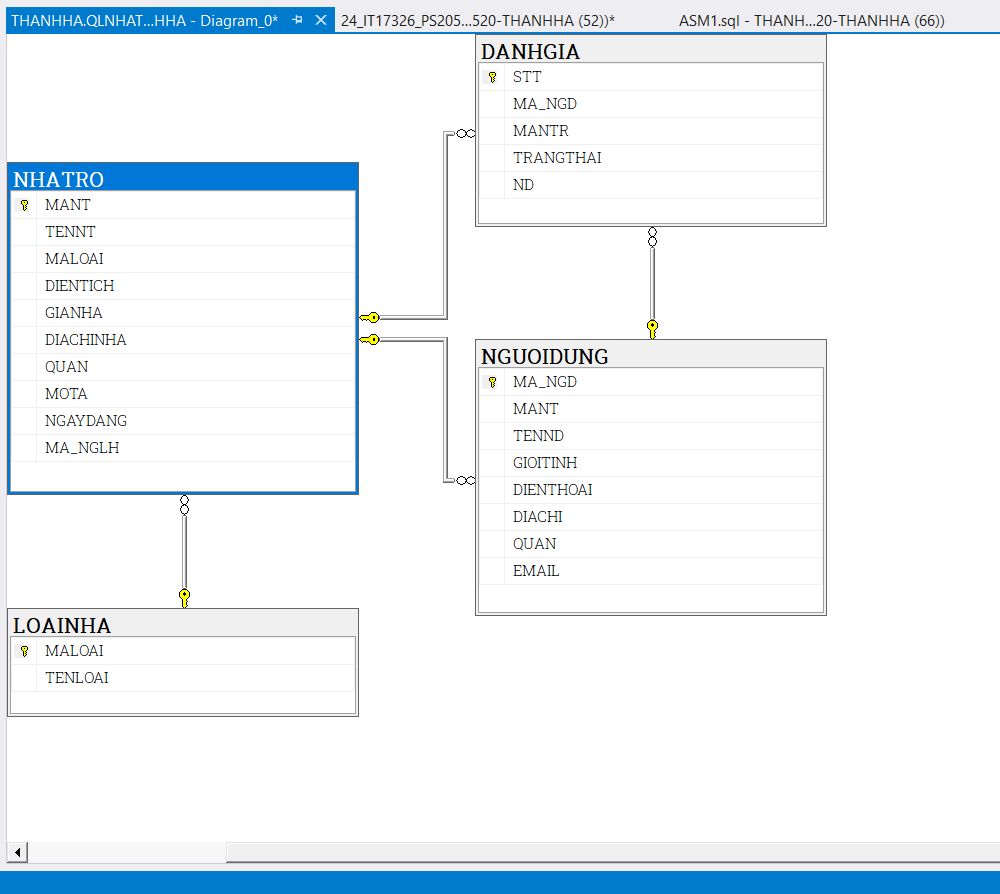 THANHHA.QLNHAT...HHA - Diagram_0*
24_IT17326_PS205...520-THANHHA (52))*
ASM1.sql - THANH...20-THANHHA (66))
DANHGIA
STT
MA_NGD
MANTR
TRANGTHAI
ND
NHATRO
MANT
TENNT
MALOAI
DIENTICH
GIANHA
DIACHINHA
QUAN
MOTA
NGAYDANG
MA_NGLH
NGUOIDUNG
MA_NGD
MANT
TENND
GIOITINH
DIENTHOAI
DIACHI
QUAN
EMAIL
LOAINHA
MALOAI
TENLOAI